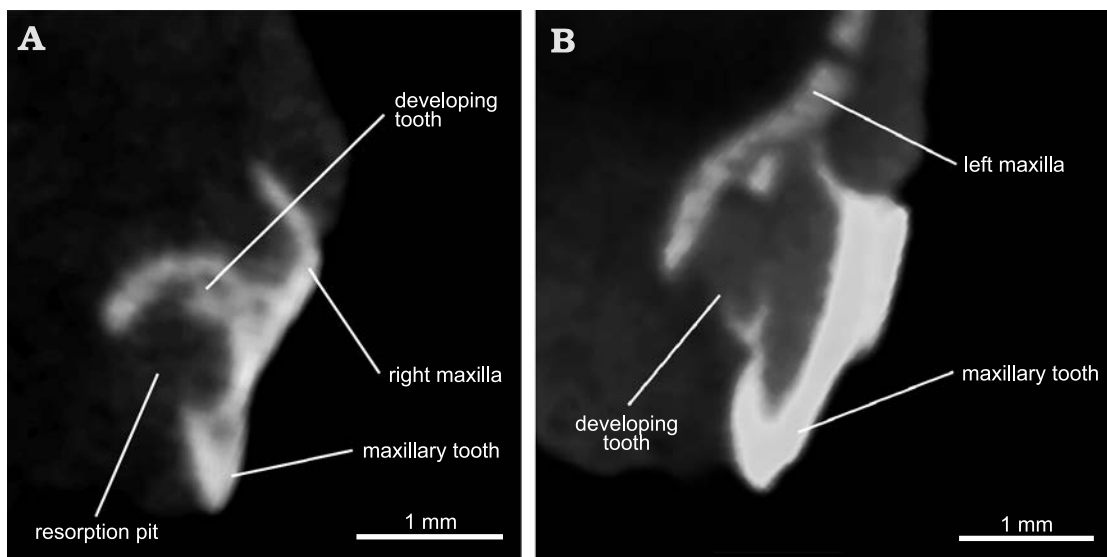 A
developing
tooth
right maxilla
maxillary tooth
resorption pit
1 mm
B
left maxilla
maxillary tooth
developing
tooth
1 mm